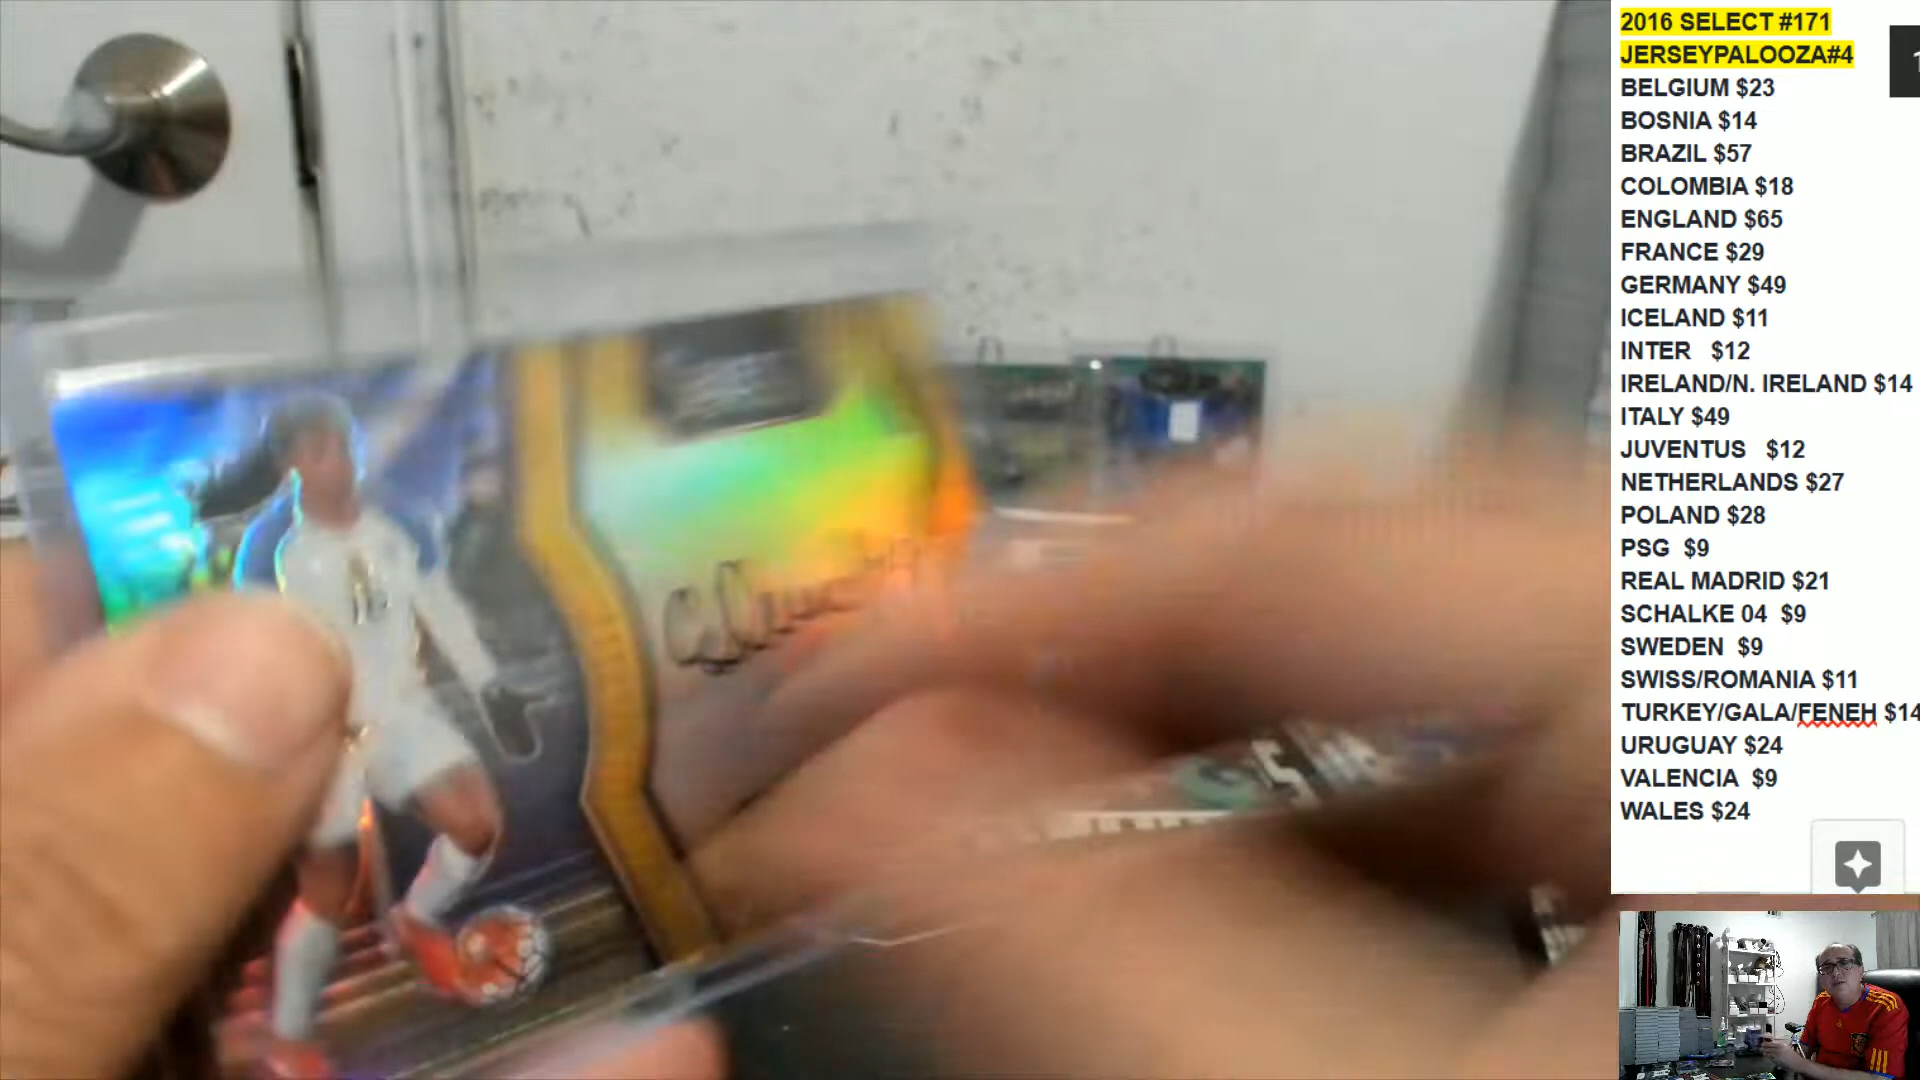 2016 SELECT #171
JERSEYPALOOZA#4
BELGIUM $23
BOSNIA $14
BRAZIL $57
COLOMBIA $18
ENGLAND $65
FRANCE $29
GERMANY $49
ICELAND $11
INTER $12
IRELAND/N. IRELAND $14
ITALY $49
JUVENTUS $12
NETHERLANDS $27
POLAND $28
PSG $9
REAL MADRID $21
SCHALKE 04 $9
SWEDEN $9
SWISS/ROMANIA $11
TURKEY/GALA/FENEH $14
URUGUAY $24
VALENCIA $9
WALES $24